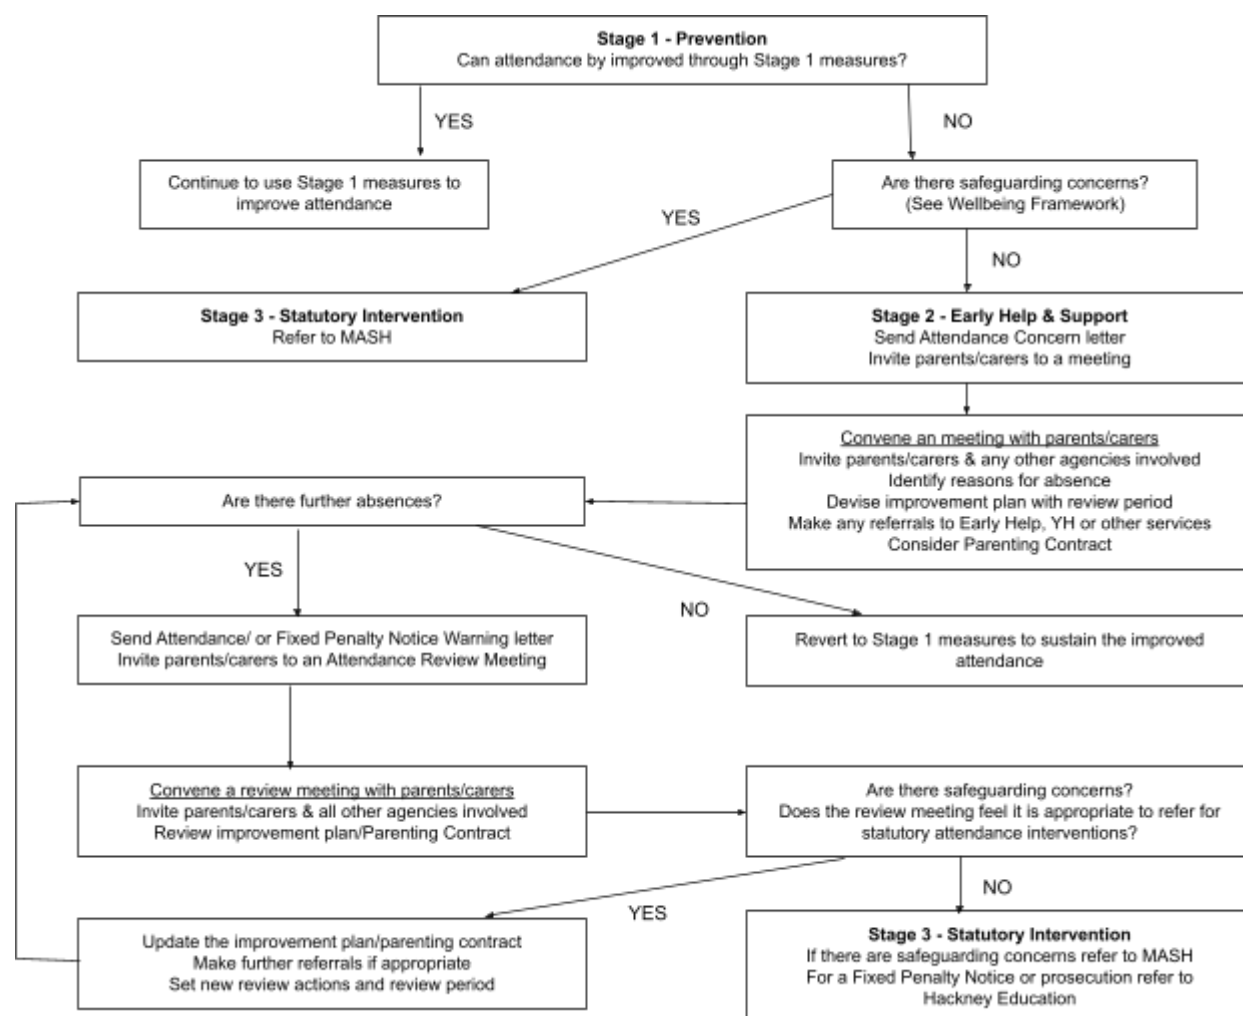 Stage 1 - Prevention
Can attendance by improved through Stage 1 measures?
YES
NO
Continue to use Stage 1 measures to
improve attendance
Are there safeguarding concerns?
(See Wellbeing Framework)
YES
NO
Stage 3 - Statutory Intervention
Refer to MASH
Stage 2 - Early Help & Support
Send Attendance Concern letter
Invite parents/carers to a meeting
Convene an meeting with parents/carers
Invite parents/carers & any other agencies involved
Identify reasons for absence
Devise improvement plan with review period
Make any referrals to Early Help, YH or other services
Consider Parenting Contract
Are there further absences?
YES
NO
Send Attendance/ or Fixed Penalty Notice Warning letter
Invite parents/carers to an Attendance Review Meeting
Revert to Stage 1 measures to sustain the improved
attendance
Convene a review meeting with parents/carers
Invite parents/carers & all other agencies involved
Review improvement plan/Parenting Contract
Are there safeguarding concerns?
Does the review meeting feel it is appropriate to refer for
statutory attendance interventions?
YES
NO
Update the improvement plan/parenting contract
Make further referrals if appropriate
Set new review actions and review period
Stage 3 - Statutory Intervention
If there are safeguarding concerns refer to MASH
For a Fixed Penalty Notice or prosecution refer to
Hackney Education